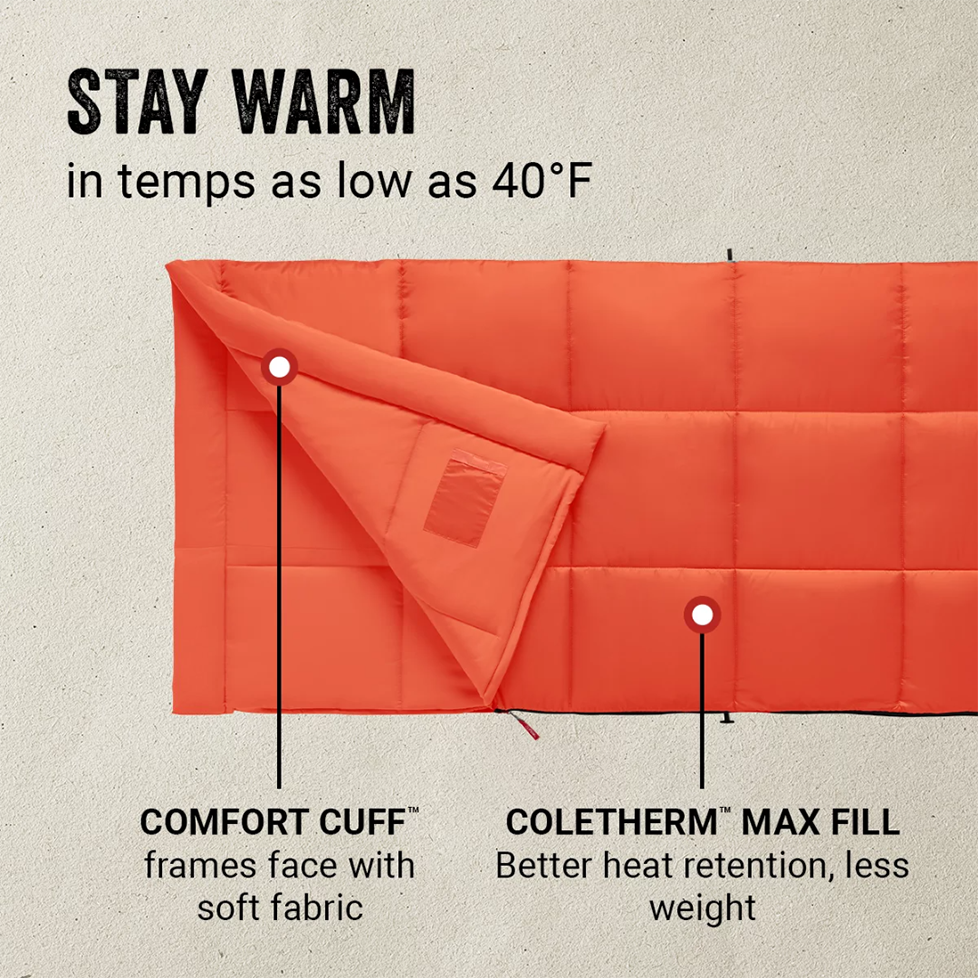 STAY WARM
in temps as low as 40°F
COMFORT CUFF™
frames face with
soft fabric
COLETHERM™ MAX FILL
Better heat retention, less
weight